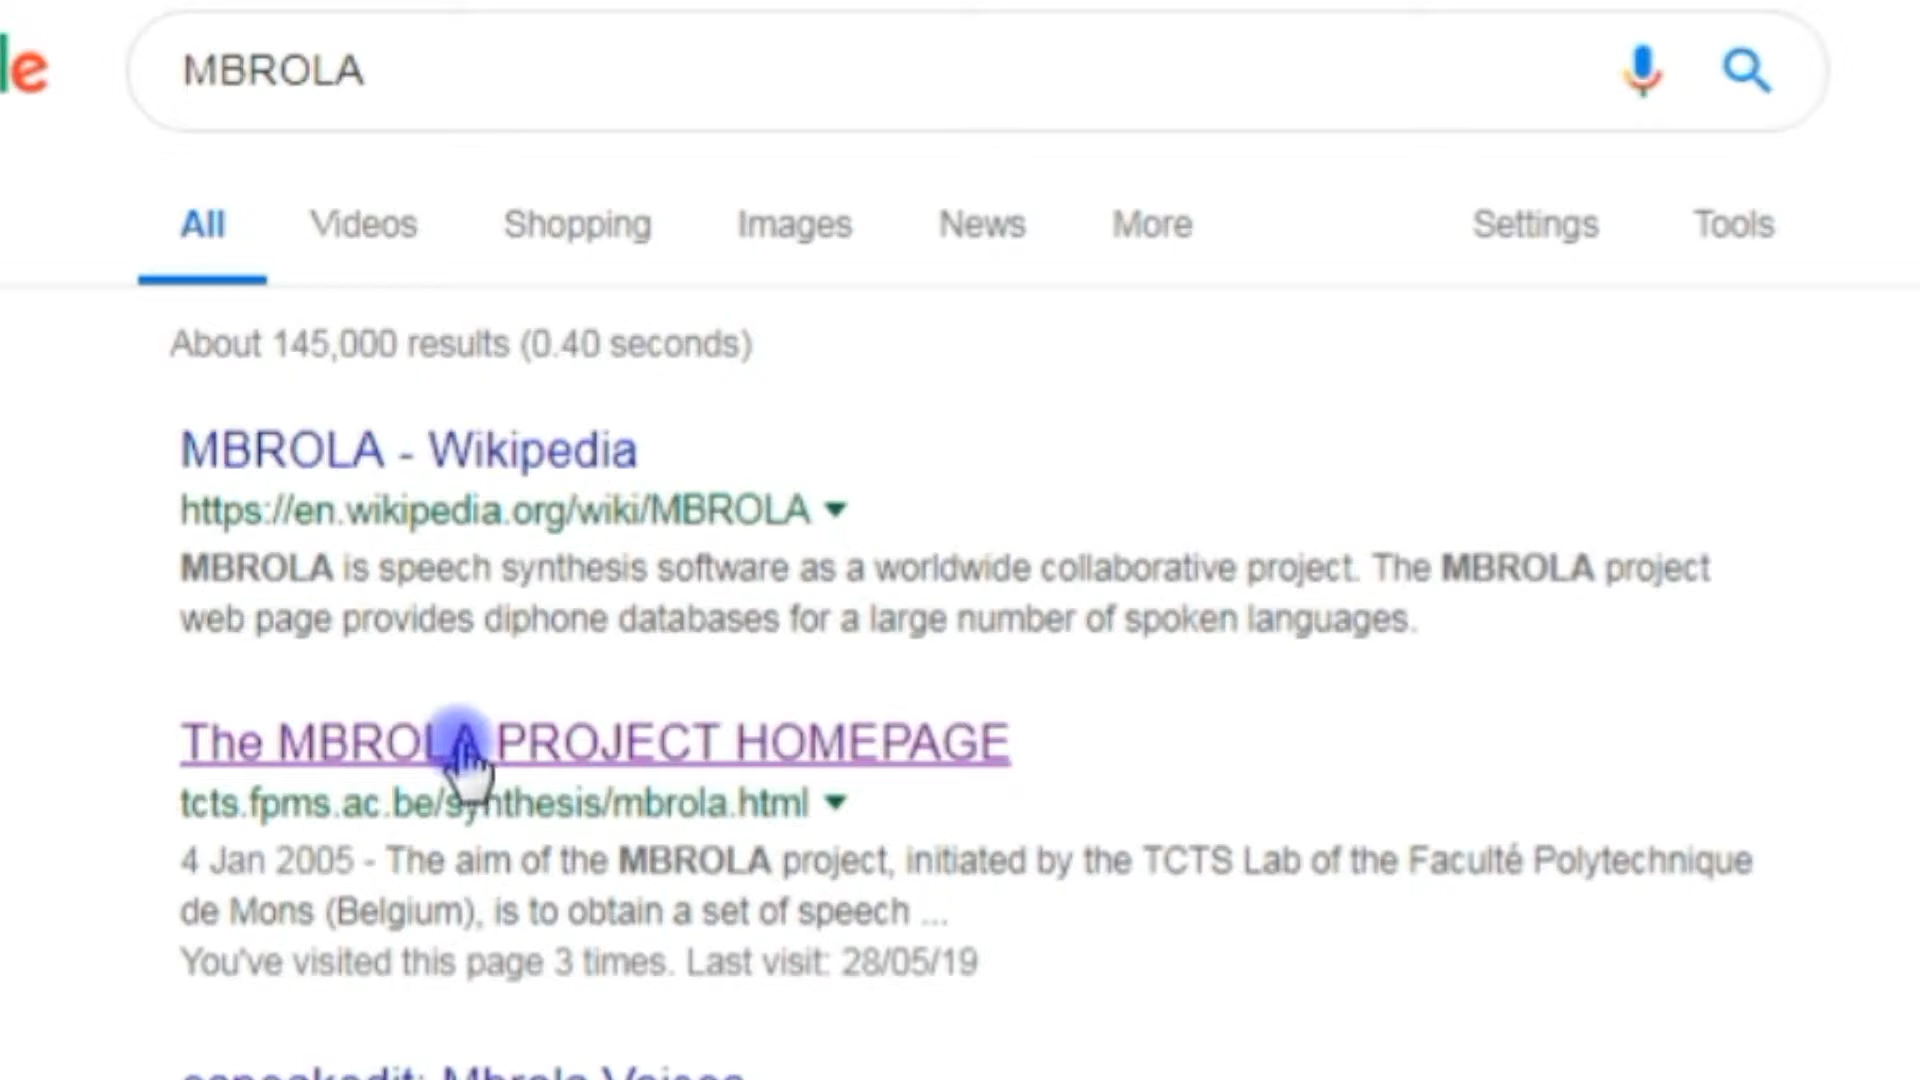 le
MBROLA
All Videos Shopping Images News More Settings Tools
About 145,000 results (0.40 seconds)
MBROLA - Wikipedia
https://en.wikipedia.org/wiki/MBROLA
MBROLA is speech synthesis software as a worldwide collaborative project. The MBROLA project
web page provides diphone databases for a large number of spoken languages.
The MBROLA PROJECT HOMEPAGE
tcts.fpms.ac.be/synthesis/mbrola.html
4 Jan 2005 - The aim of the MBROLA project, initiated by the TCTS Lab of the Faculté Polytechnique
de Mons (Belgium), is to obtain a set of speech ...
You've visited this page 3 times. Last visit: 28/05/19
espeakedit: Mbrola Voices